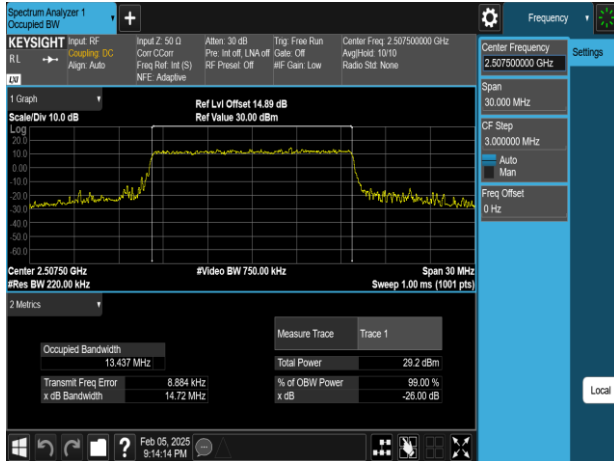 Spectrum Analyzer 1
Occupied BW
+
Frequency
KEYSIGHT
RL
Input: RF
Coupling: DC
Align: Auto
Input Z: 50 Ω
Corr CCorr
Freq Ref: Int (S)
NFE: Adaptive
Atten: 30 dB
Pre: Int off, LNA off
RF Preset: Off
Trig: Free Run
Gate: Off
#IF Gain: Low
Center Freq: 2.507500000 GHz
Avg|Hold: 10/10
Radio Std: None
LXI
1 Graph
Scale/Div 10.0 dB
Ref Lvl Offset 14.89 dB
Ref Value 30.00 dBm
Log
20.0
10.0
0.00
-10.0
-20.0
-30.0
-40.0
-50.0
-60.0
Center 2.50750 GHz
#Res BW 220.00 kHz
#Video BW 750.00 kHz
Span 30 MHz
Sweep 1.00 ms (1001 pts)
2 Metrics
Measure Trace
Trace 1
Occupied Bandwidth
13.437 MHz
Total Power
29.2 dBm
Transmit Freq Error
8.884 kHz
% of OBW Power
99.00 %
x dB Bandwidth
14.72 MHz
x dB
-26.00 dB
Center Frequency
2.507500000 GHz
Settings
Span
30.000 MHz
CF Step
3.000000 MHz
Auto
Man
Freq Offset
0 Hz
Local
?
Feb 05, 2025
9:14:14 PM